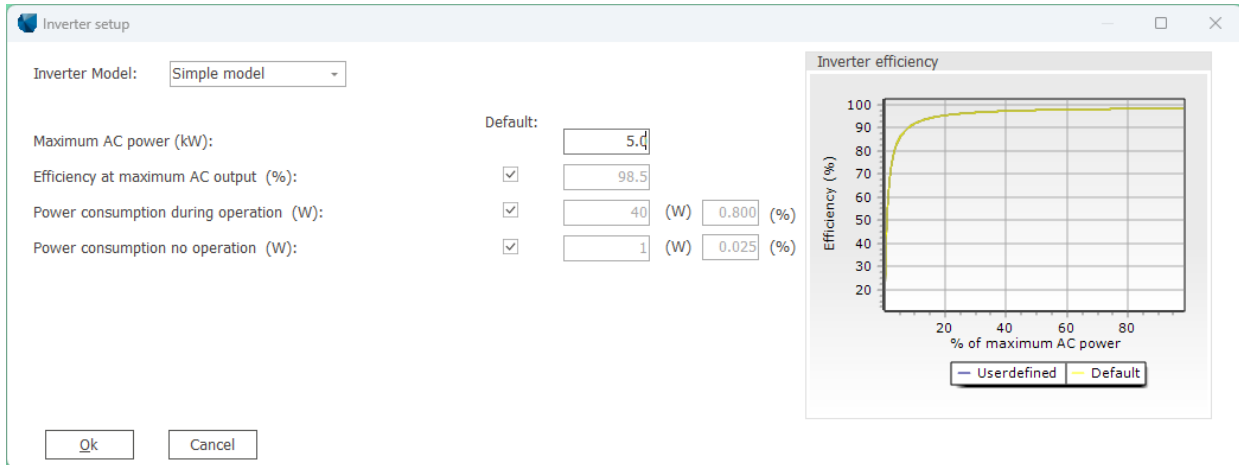 Inverter setup
Inverter Model: Simple model
Default:
Maximum AC power (kW): 5.0
Efficiency at maximum AC output (%): 98.5
Power consumption during operation (W): 40 (W) 0.800 (%)
Power consumption no operation (W): 1 (W) 0.025 (%)
Ok Cancel
Inverter efficiency
Efficiency (%)
100
90
80
70
60
50
40
30
20
20 40 60 80
% of maximum AC power
Userdefined Default